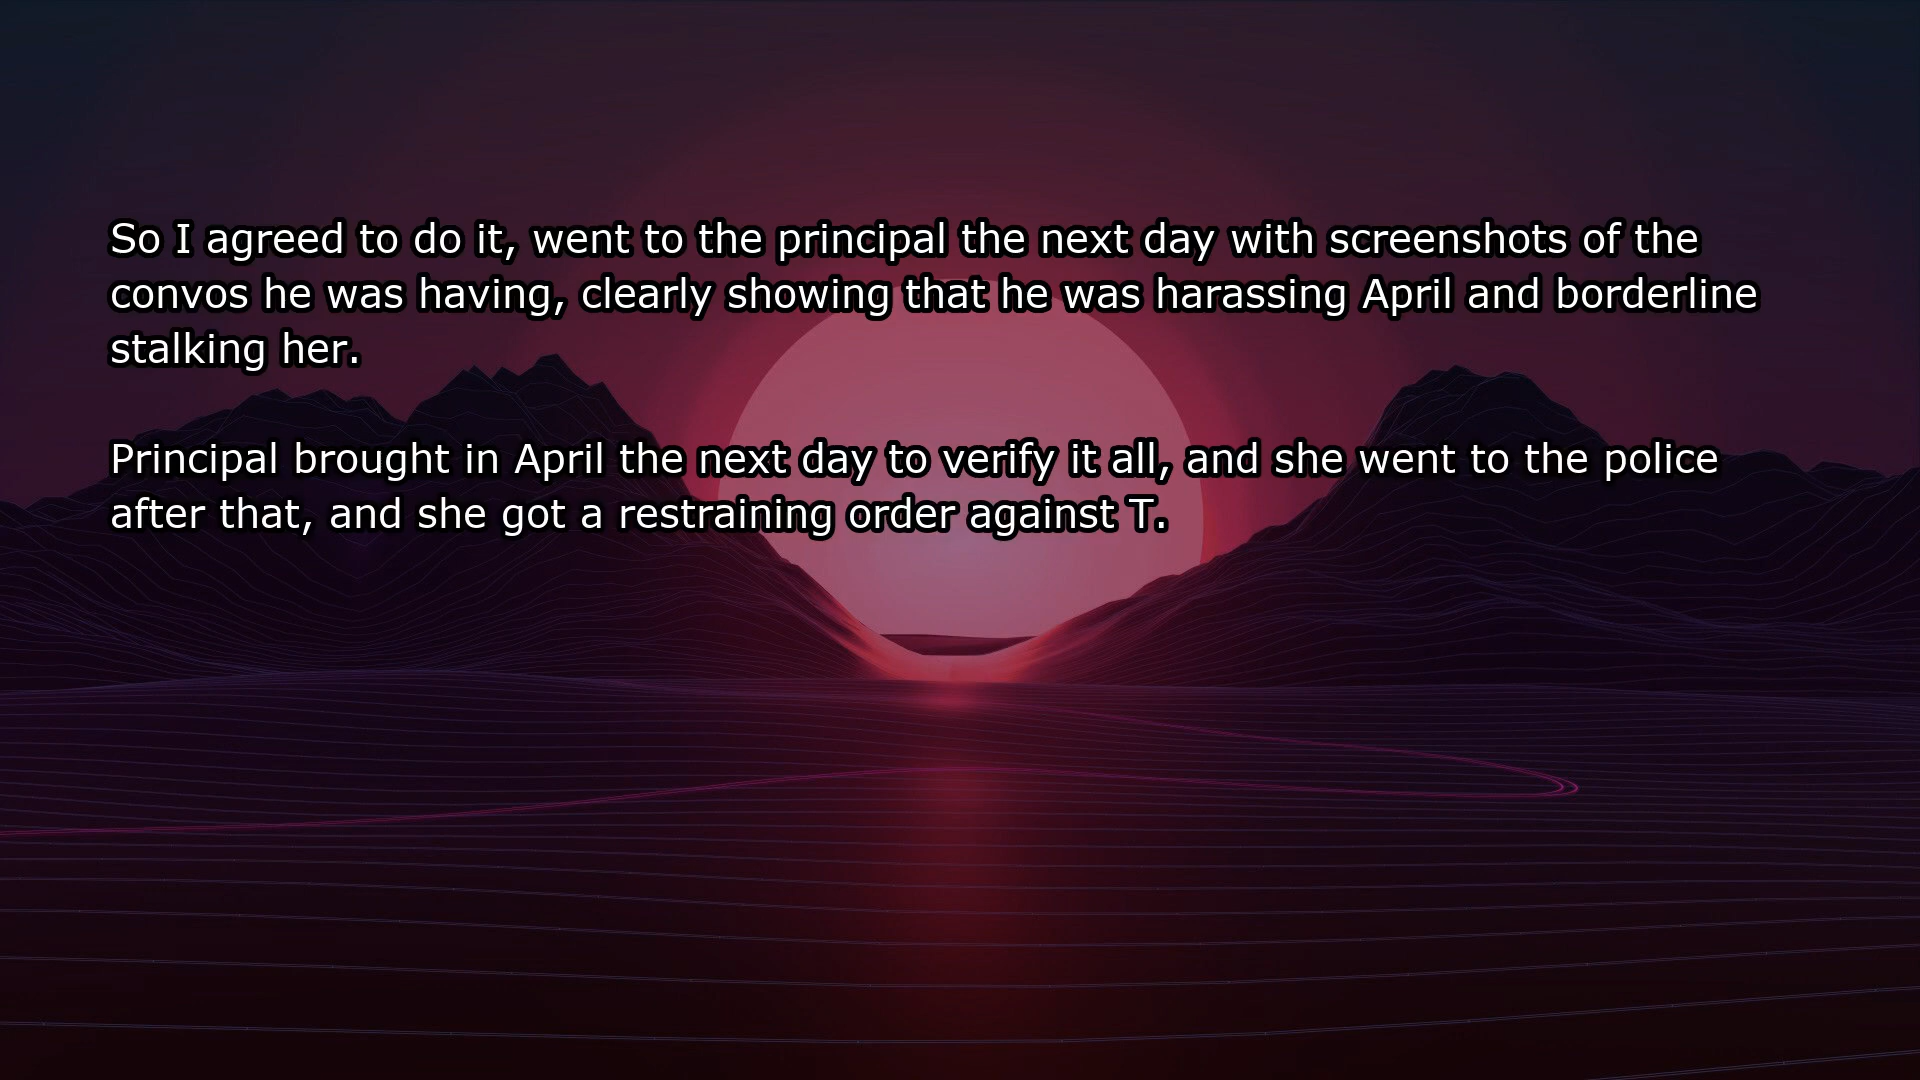 So I agreed to do it, went to the principal the next day with screenshots of the
convos he was having, clearly showing that he was harassing April and borderline
stalking her.
Principal brought in April the next day to verify it all, and she went to the police
after that, and she got a restraining order against T.